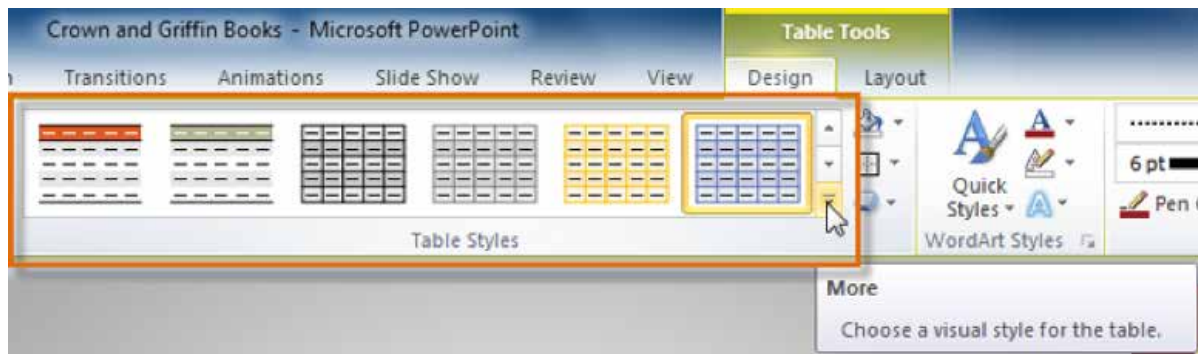 Crown and Griffin Books - Microsoft PowerPoint
Table Tools
Transitions Animations Slide Show Review View Design Layout
Quick
Styles
6 pt
Pen
Table Styles
WordArt Styles
More
Choose a visual style for the table.